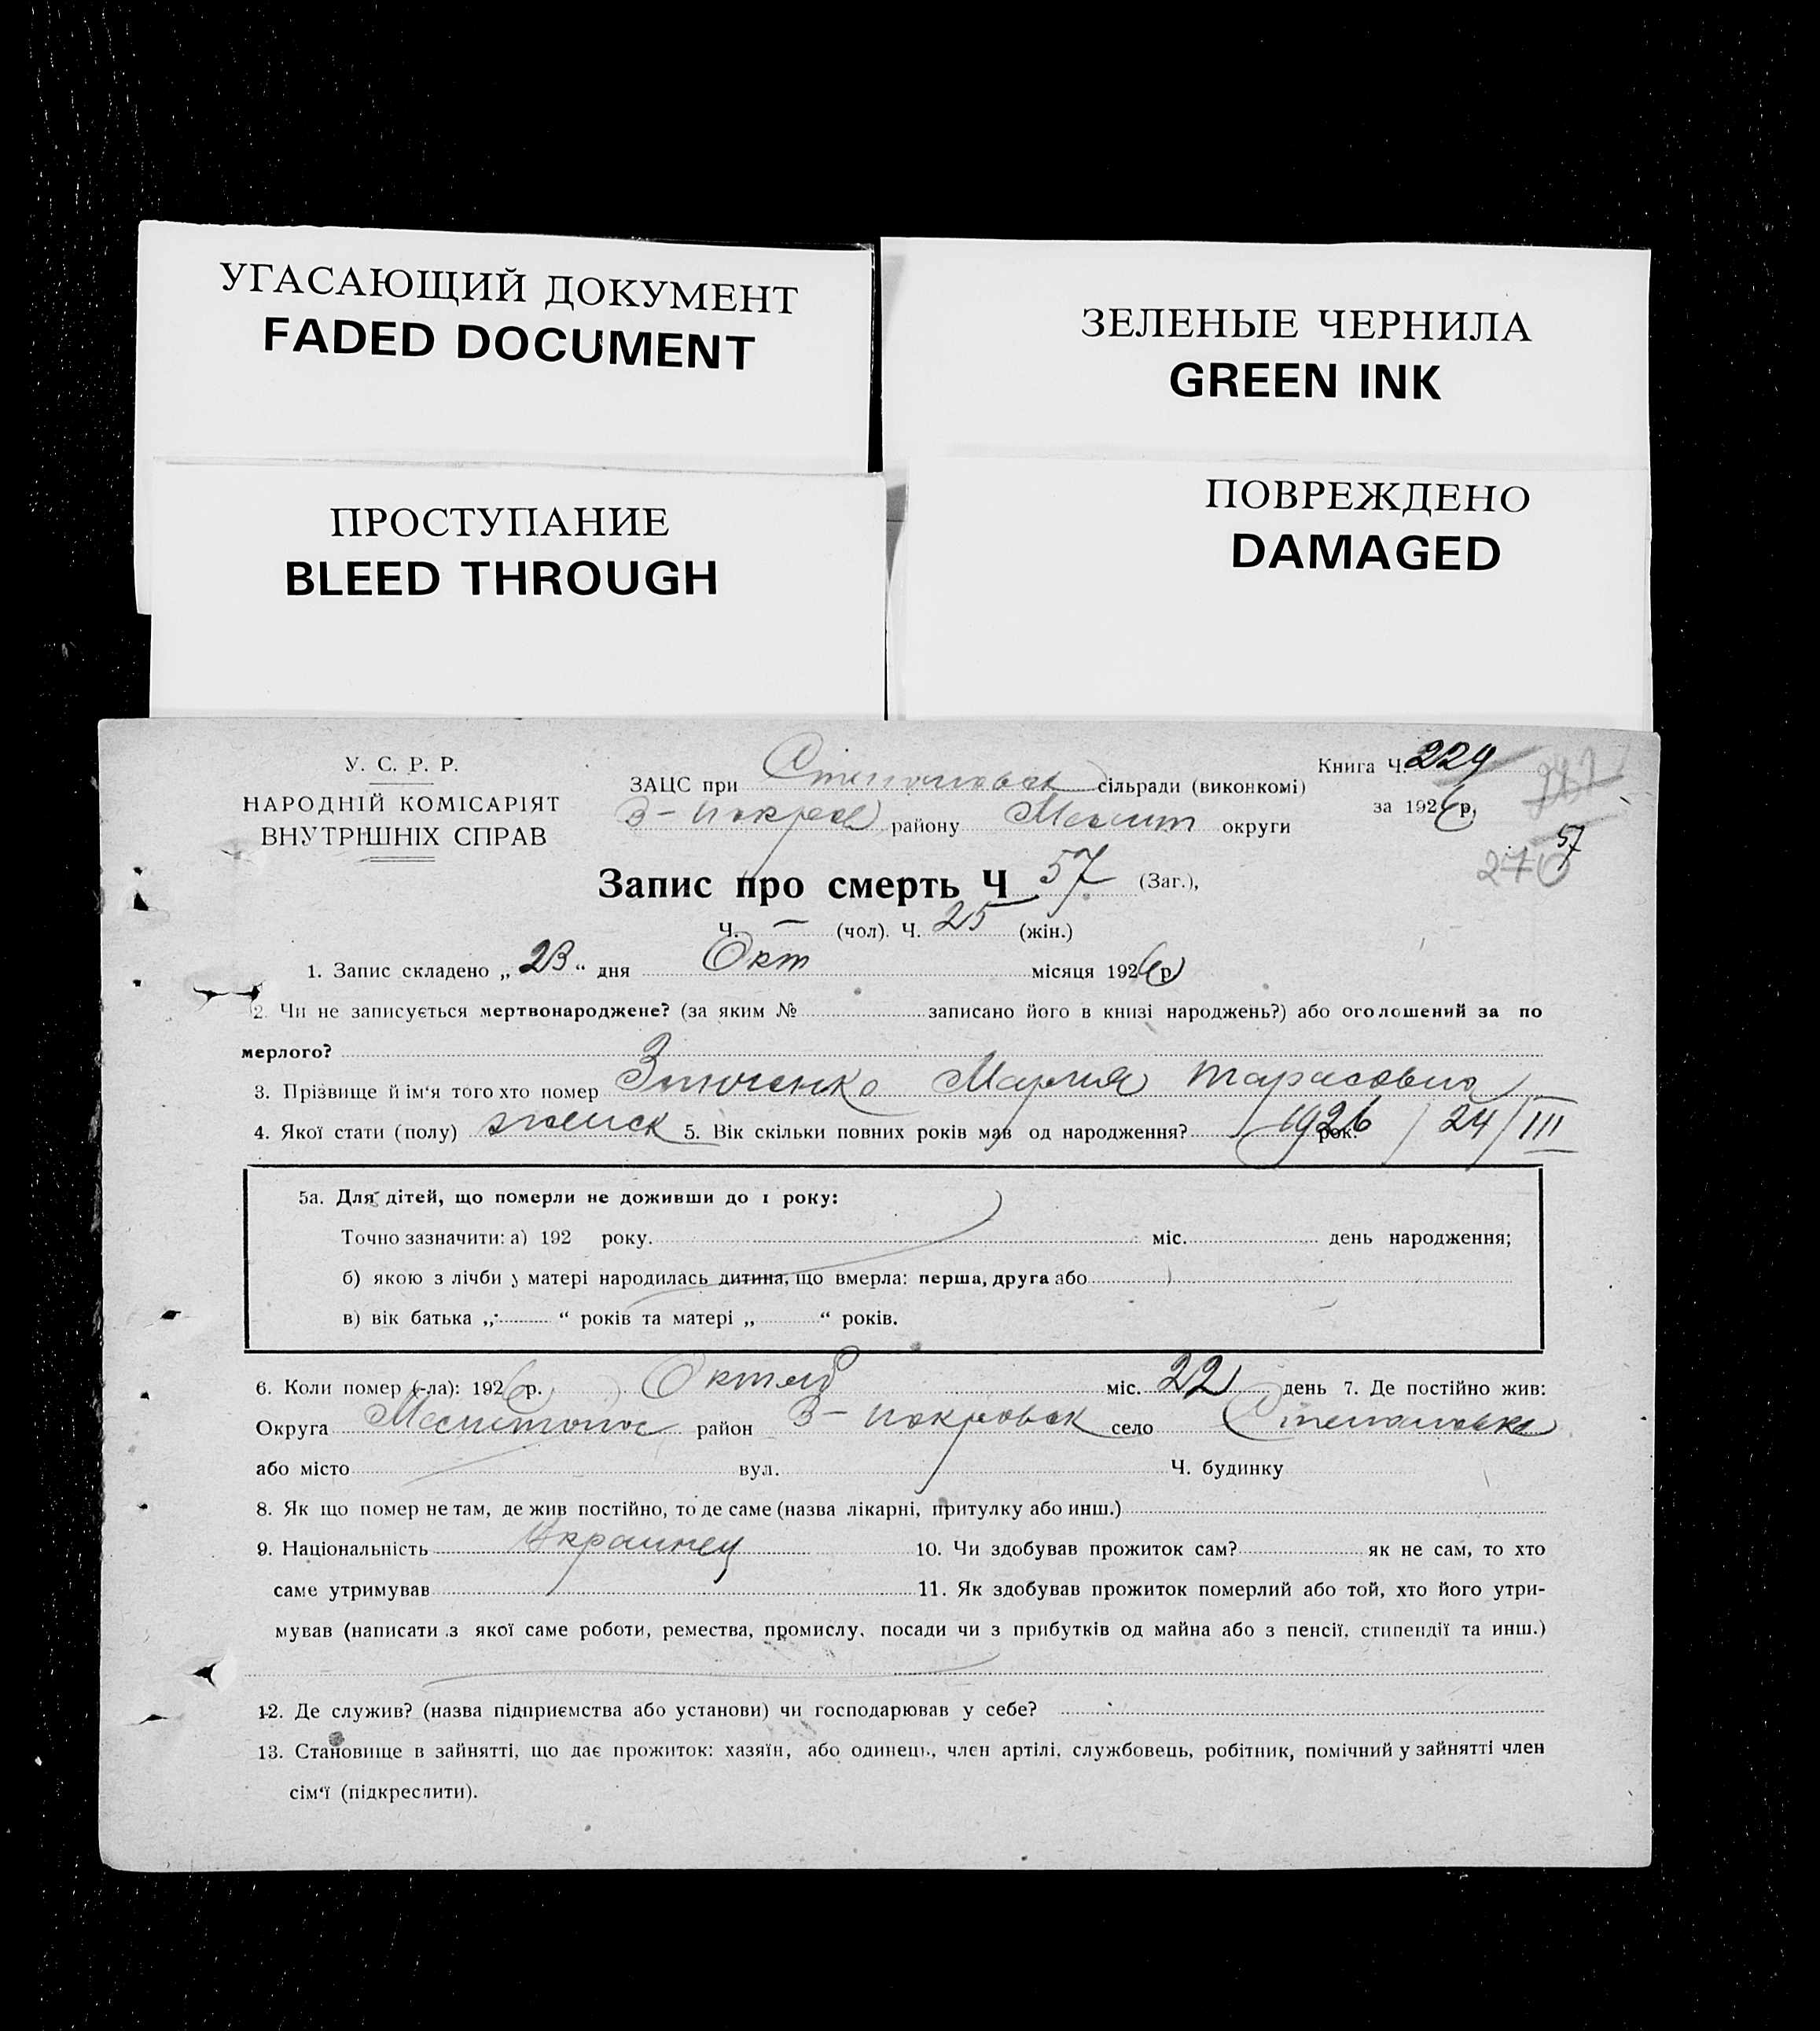 УГАСАЮЩИЙ ДОКУМЕНТ
FADED DOCUMENT
ЗЕЛЕНЫЕ ЧЕРНИЛА
GREEN INK
ПРОСТУПАНИЕ
BLEED THROUGH
ПОВРЕЖДЕНО
DAMAGED
У. С. Р. Р.
НАРОДНІЙ КОМІСАРІЯТ
ВНУТРІШНІХ СПРАВ
ЗАЦС при сільради (виконкомі)
району округи
Книга Ч. 229
за 1926 р.
57
276
Запис про смерть Ч 57 (Заг.),
Ч. — (чол). Ч. 25 (жін.)
1. Запис складено „ 23 “ дня Окт місяця 1926 р
2. Чи не записується мертвонароджене? (за яким № записано його в книзі народжень?) або оголошений за по
мерлого?
3. Прізвище й ім‘я того хто помер Мария Тарасовна
4. Якої стати (полу) женск 5. Вік скільки повних років мав од народження? 1926 / 24 / III рок.
5а. Для дітей, що померли не доживши до 1 року:
Точно зазначити: а) 192 року. міс. день народження;
б) якою з лічби у матері народилась дитина, що вмерла: перша, друга або
в) вік батька „ “ років та матері „ “ років.
6. Коли помер (-ла): 1926 р. Октяб міс. 22 день 7. Де постійно жив:
Округа район В-покровск село Степановка
або місто вул. Ч. будинку
8. Як що помер не там, де жив постійно, то де саме (назва лікарні, притулку або инш.)
9. Національність Украинец 10. Чи здобував прожиток сам? як не сам, то хто
саме утримував 11. Як здобував прожиток померлий або той, хто його утри-
мував (написати з якої саме роботи, ремества, промислу, посади чи з прибутків од майна або з пенсії, стипендії та инш.)
12. Де служив? (назва підприємства або установи) чи господарював у себе?
13. Становище в зайнятті, що дає прожиток: хазяїн, або одинець, член артілі, службовець, робітник, помічний у зайнятті член
сім‘ї (підкреслити).